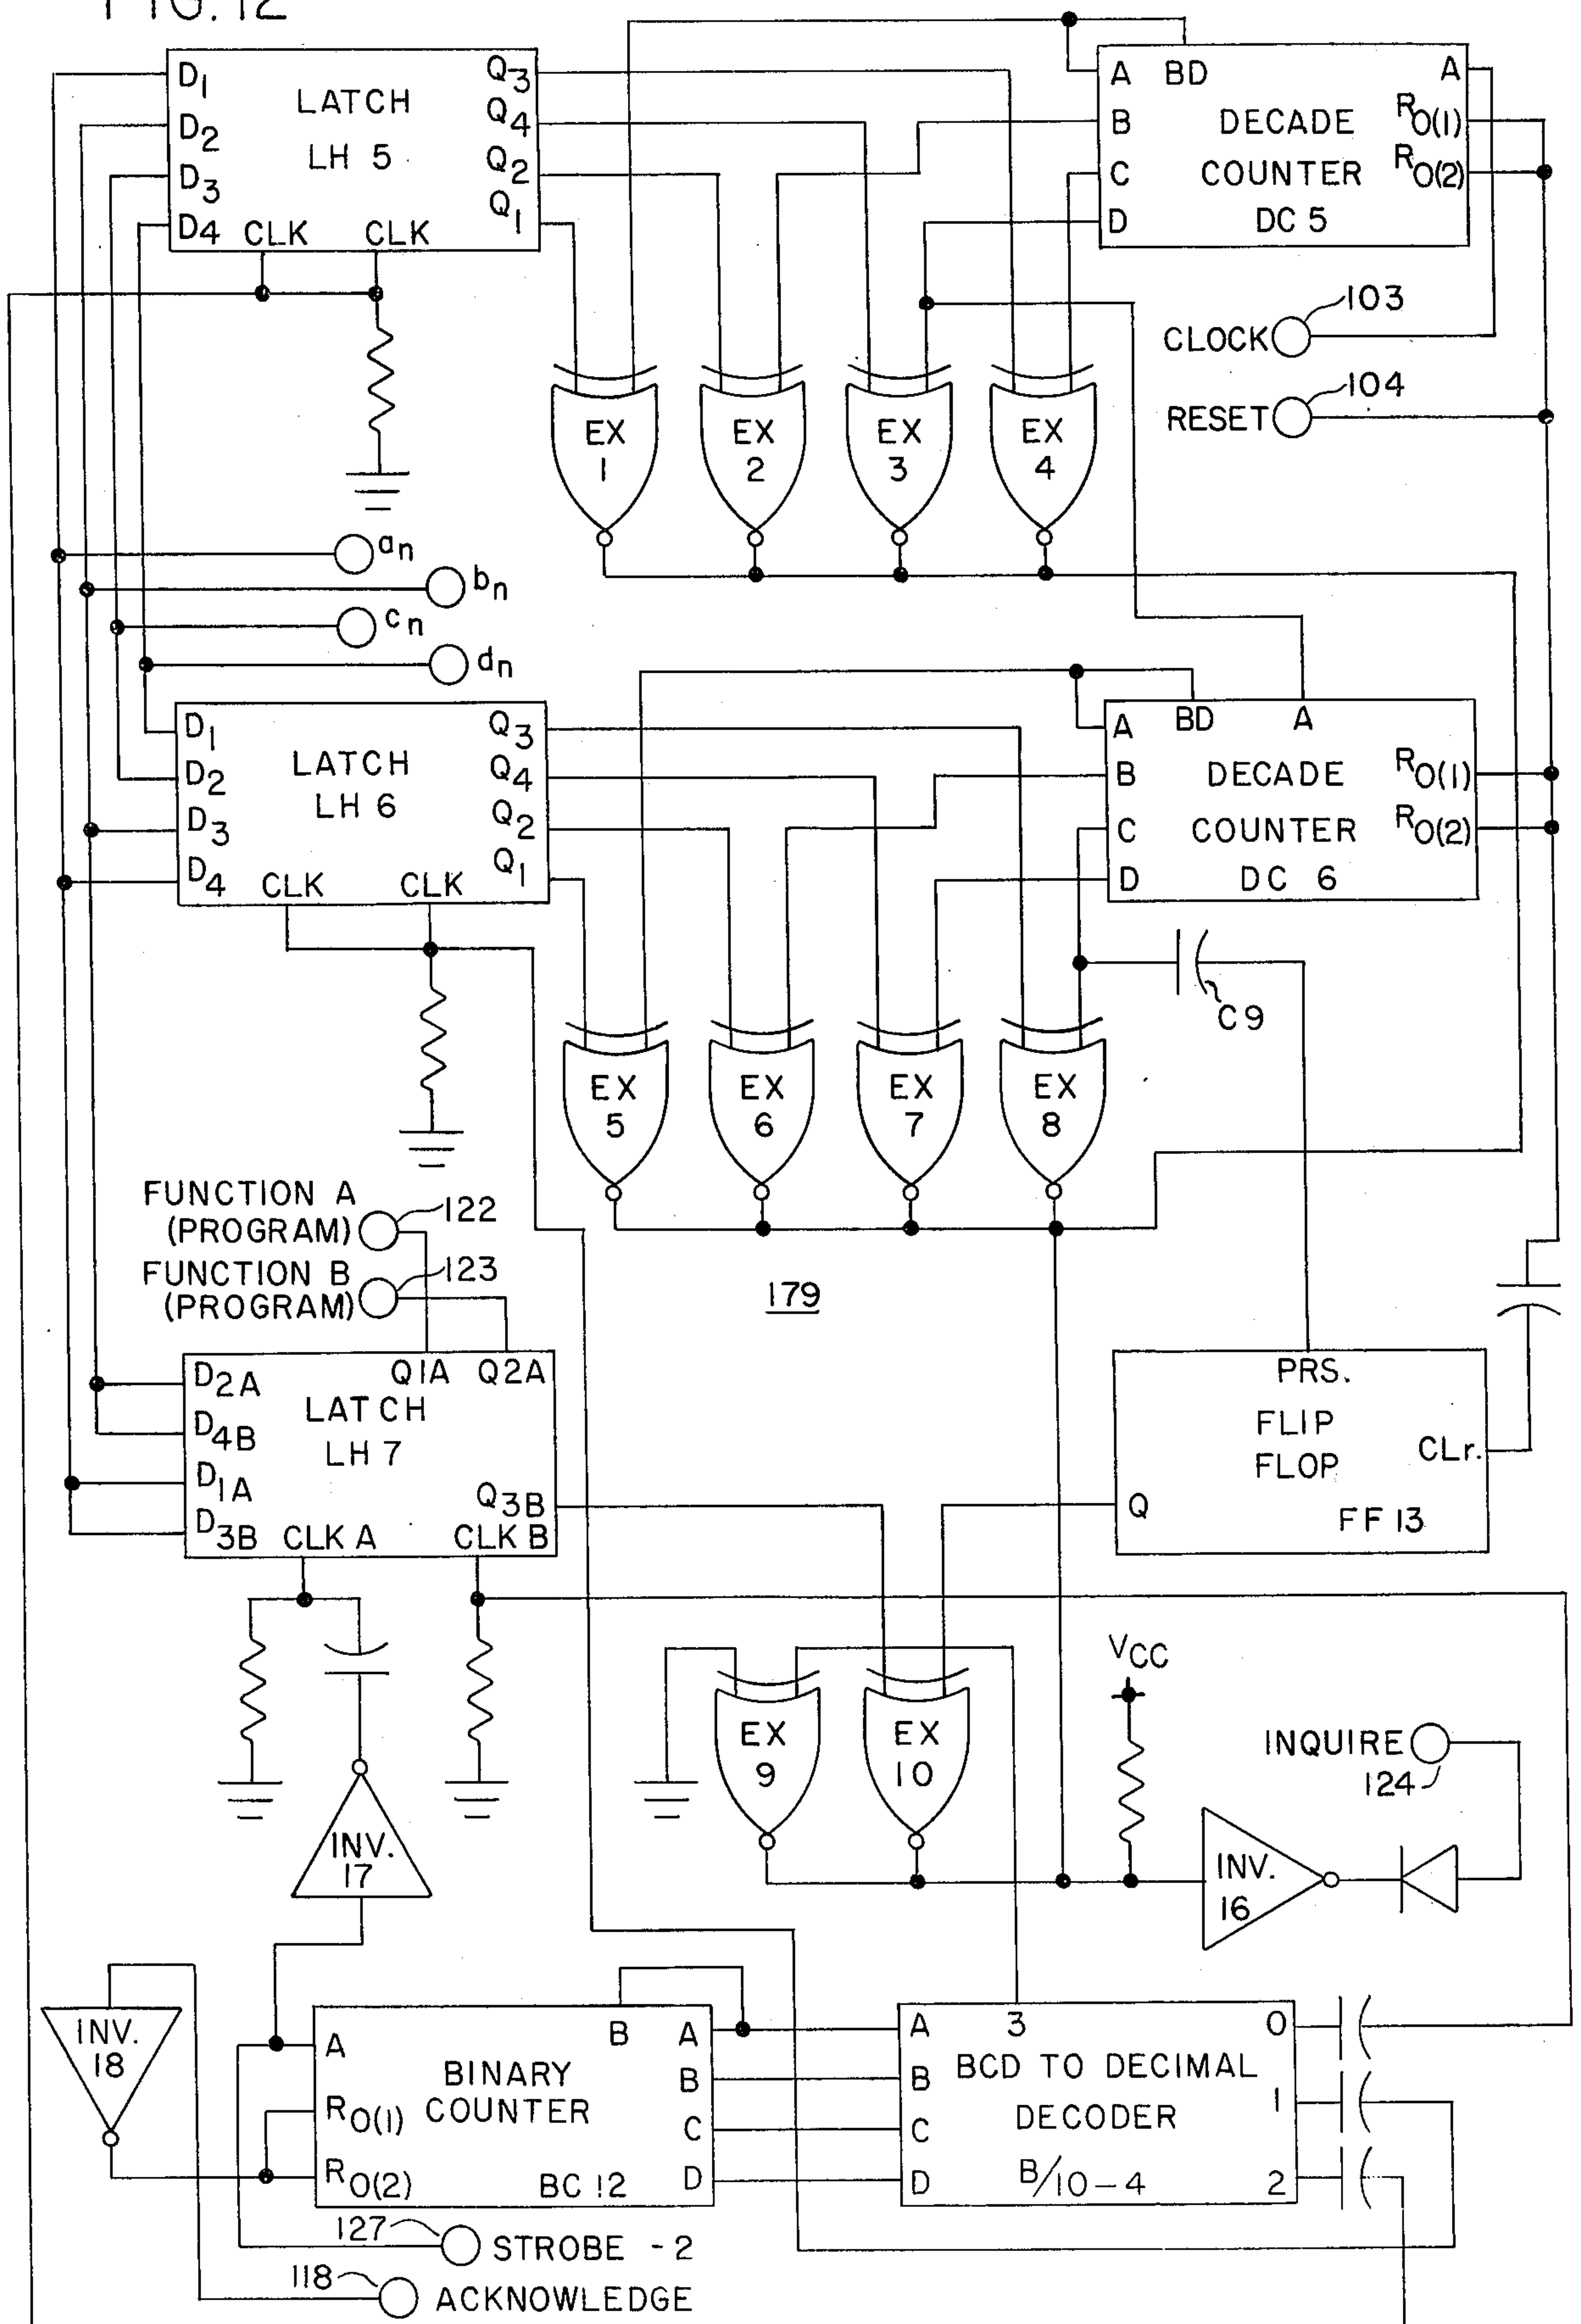 FIG. 12
D1
D2
D3
D4
LATCH
LH 5
CLK CLK
Q3
Q4
Q2
Q1
A BD A
B DECADE RO(1)
C COUNTER RO(2)
D DC 5
CLOCK 103
RESET 104
EX 1
EX 2
EX 3
EX 4
an
bn
cn
dn
D1
D2
D3
D4
LATCH
LH 6
CLK CLK
Q3
Q4
Q2
Q1
A BD A
B DECADE RO(1)
C COUNTER RO(2)
D DC 6
C9
EX 5
EX 6
EX 7
EX 8
FUNCTION A
(PROGRAM) 122
FUNCTION B
(PROGRAM) 123
179
D2A
D4B
D1A
D3B
Q1A Q2A
LATCH
LH 7
Q3B
CLK A CLK B
PRS.
FLIP
FLOP
CLr.
Q
FF 13
VCC
EX 9
EX 10
INQUIRE
124
INV. 16
INV. 17
INV. 18
A B A
BINARY B
RO(1) COUNTER C
RO(2) BC 12 D
A 3 0
B BCD TO DECIMAL 1
C DECODER
D B/10-4 2
127 STROBE - 2
118 ACKNOWLEDGE